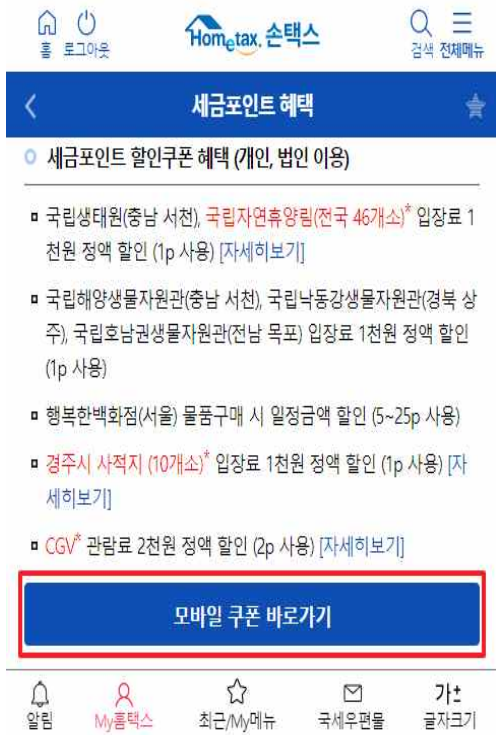 홈 로그아웃 Hometax. 손택스 검색 전체메뉴
세금포인트 혜택
세금포인트 할인쿠폰 혜택 (개인, 법인 이용)
국립생태원(충남 서천), 국립자연휴양림(전국 46개소)* 입장료 1
천원 정액 할인 (1p 사용) [자세히보기]
국립해양생물자원관(충남 서천), 국립낙동강생물자원관(경북 상
주), 국립호남권생물자원관(전남 목포) 입장료 1천원 정액 할인
(1p 사용)
행복한백화점(서울) 물품구매 시 일정금액 할인 (5~25p 사용)
경주시 사적지 (10개소)* 입장료 1천원 정액 할인 (1p 사용) [자
세히보기]
CGV* 관람료 2천원 정액 할인 (2p 사용) [자세히보기]
모바일 쿠폰 바로가기
가±
알림 My홈택스 최근/My메뉴 국세우편물 글자크기